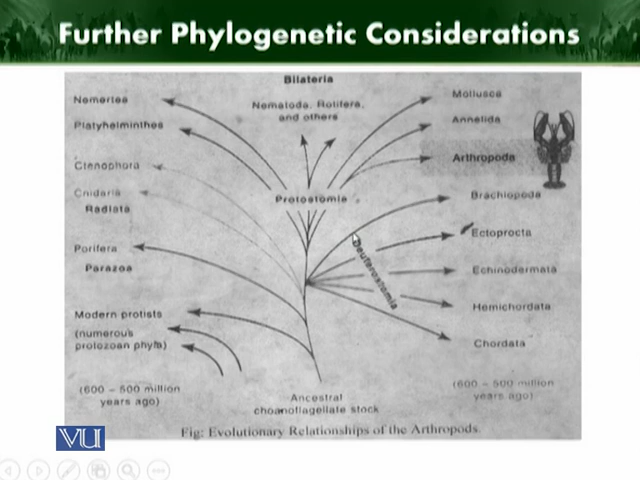 Further Phylogenetic Considerations
Bilateria
Nemertea
Nematoda, Rotifera,
and others
Mollusca
Platyhelminthes
Annelida
Ctenophora
Arthropoda
Cnidaria
Radiata
Protostomia
Brachiopoda
Ectoprocta
Porifera
Parazoa
Deuterostomia
Echinodermata
Modern protists
(numerous
protozoan phyla)
Hemichordata
Chordata
(600 – 500 million
years ago)
Ancestral
choanoflagellate stock
(600 – 500 million
years ago)
Fig: Evolutionary Relationships of the Arthropods.
VU